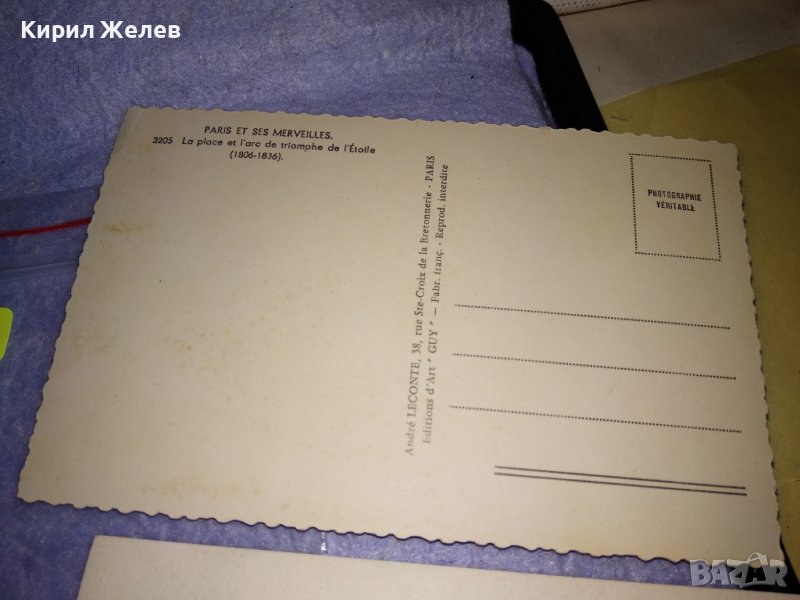 Кирил Желев
PARIS ET SES MERVEILLES.
3205 La place et l'arc de triomphe de l'Étoile
(1806-1836).
André LECONTE, 38, rue Ste-Croix de la Bretonnerie - PARIS
Editions d'Art " GUY " — Fabr. franç. - Reprod. interdite
PHOTOGRAPHIE
VÉRITABLE
BAZAR